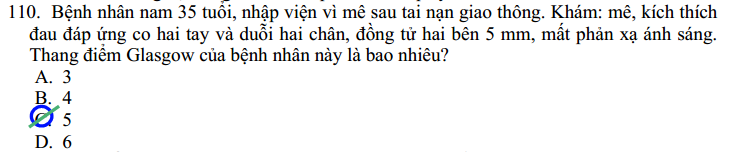 110. Bệnh nhân nam 35 tuổi, nhập viện vì mê sau tai nạn giao thông. Khám: mê, kích thích
đau đáp ứng co hai tay và duỗi hai chân, đồng tử hai bên 5 mm, mất phản xạ ánh sáng.
Thang điểm Glasgow của bệnh nhân này là bao nhiêu?
A. 3
B. 4
C. 5
D. 6